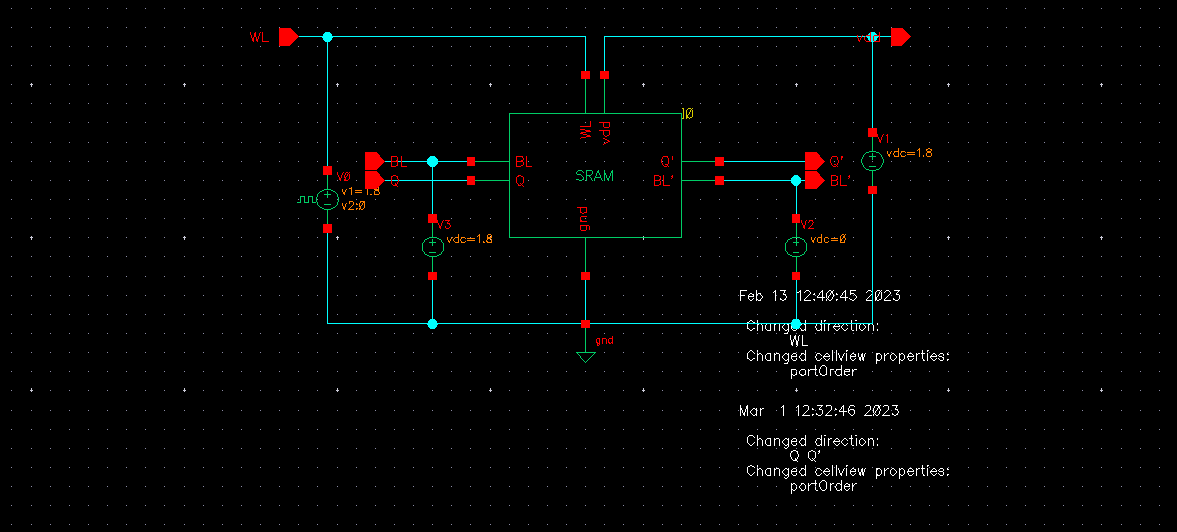 WL
vdd
V1
vdc=1.8
WL
vdd
BL
Q
BL
Q
SRAM
Q'
BL'
Q'
BL'
V0
v1=1.8
v2:0
gnd
V3
vdc=1.8
V2
vdc=0
gnd
Feb 13 12:40:45 2023
Changed direction:
WL
Changed cellview properties:
portOrder
Mar 1 12:32:46 2023
Changed direction:
Q Q'
Changed cellview properties:
portOrder